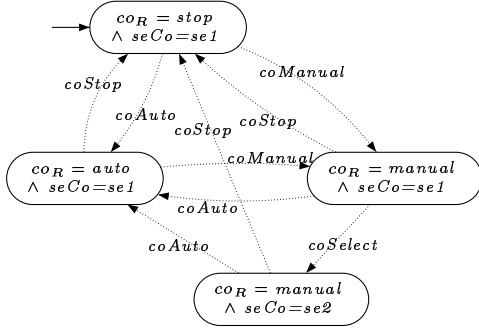 co_R = stop
∧ seCo=se1
coManual
coStop
coAuto
coStop
coStop
coManual
co_R = auto
∧ seCo=se1
co_R = manual
∧ seCo=se1
coAuto
coAuto
coSelect
co_R = manual
∧ seCo=se2